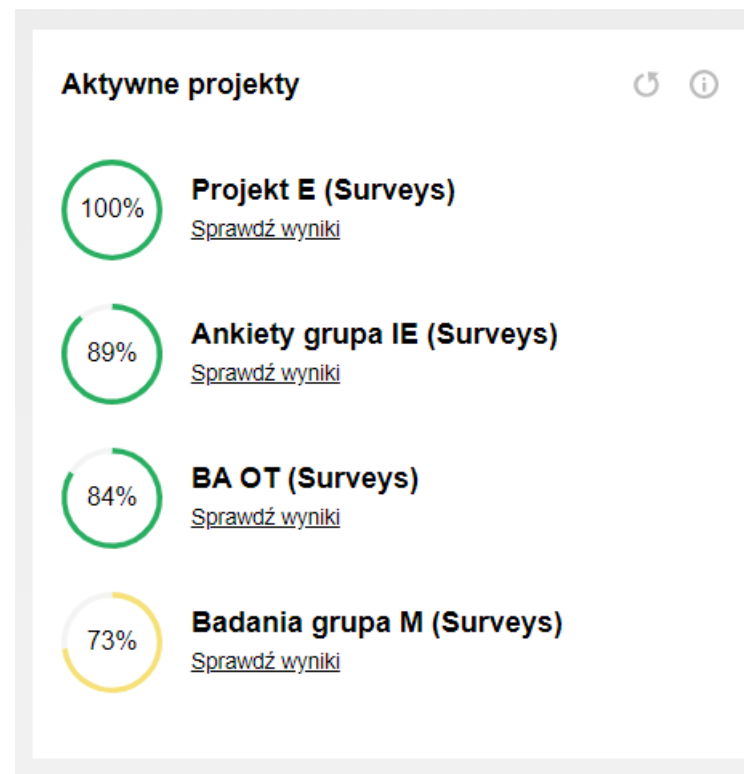 Aktywne projekty
100%
Projekt E (Surveys)
Sprawdź wyniki
89%
Ankiety grupa IE (Surveys)
Sprawdź wyniki
84%
BA OT (Surveys)
Sprawdź wyniki
73%
Badania grupa M (Surveys)
Sprawdź wyniki